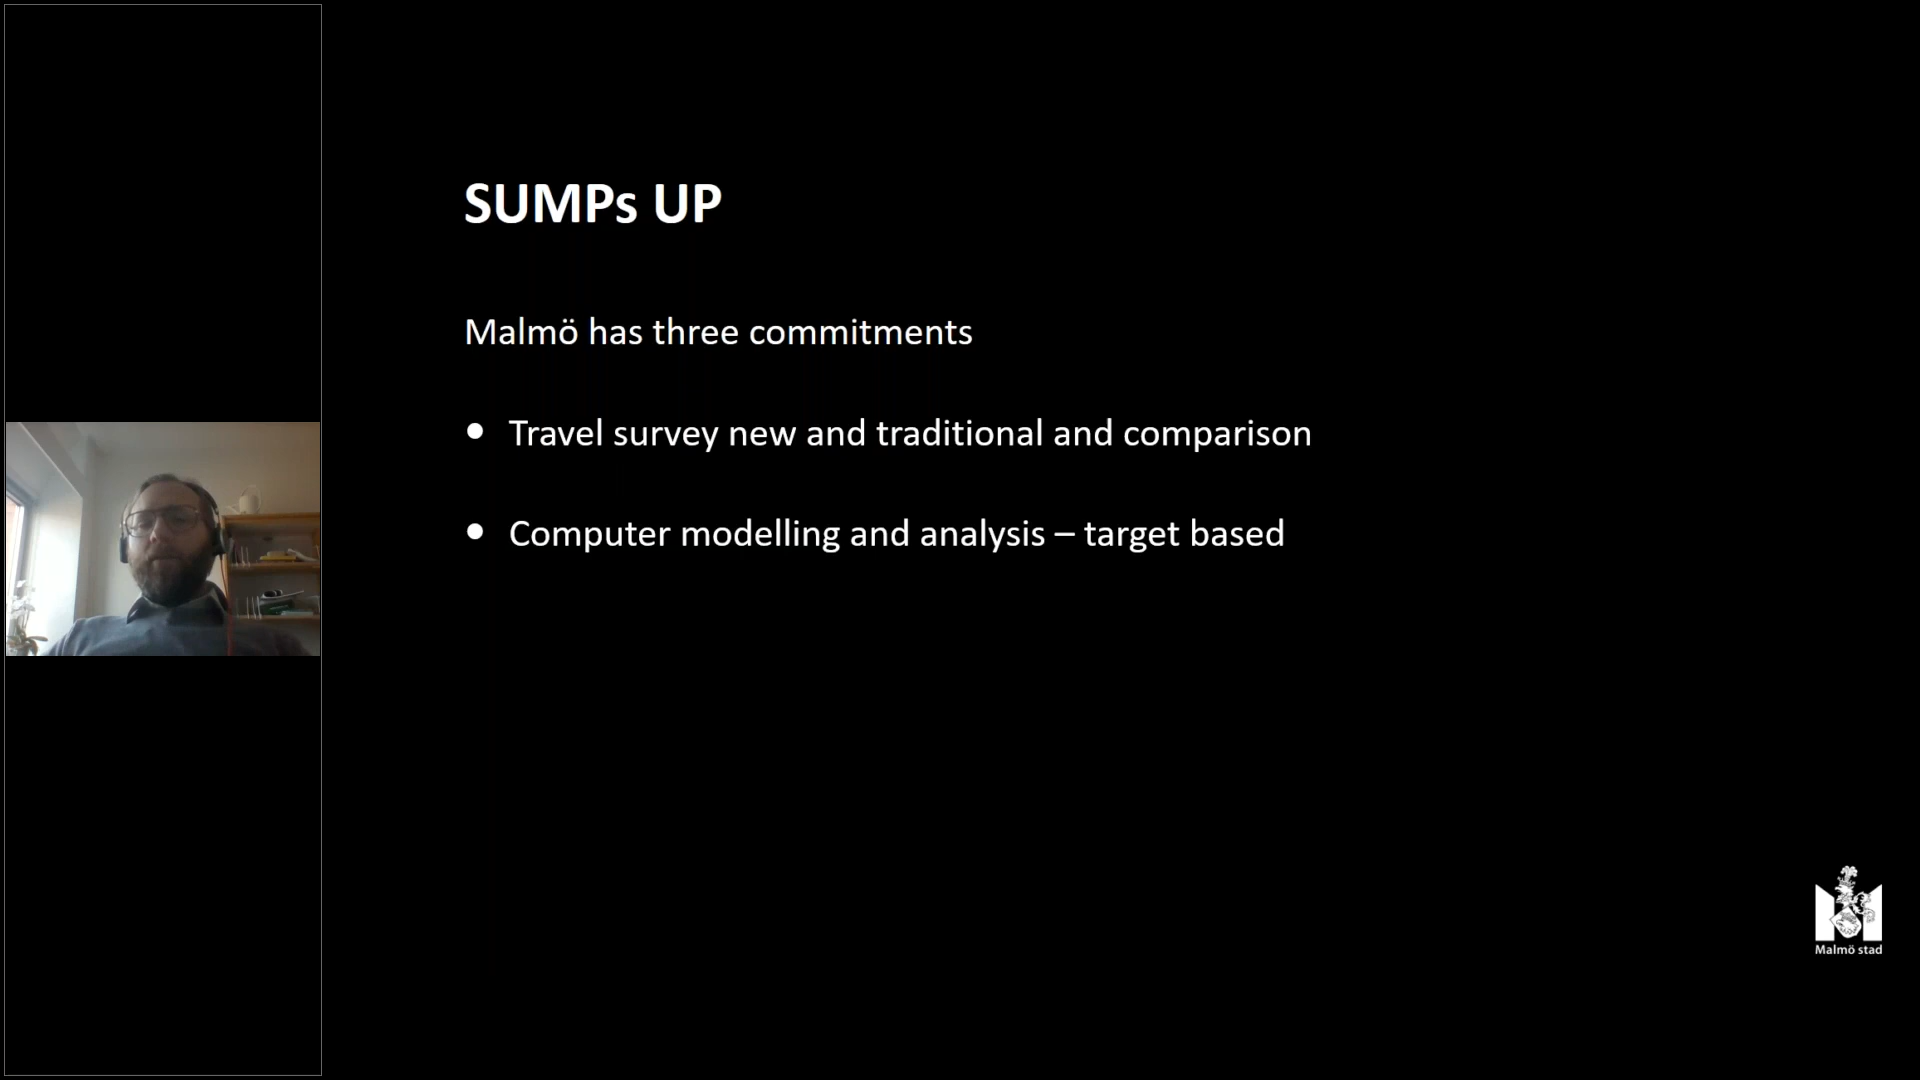 SUMPs UP
Malmö has three commitments
• Travel survey new and traditional and comparison
• Computer modelling and analysis – target based
Malmö stad